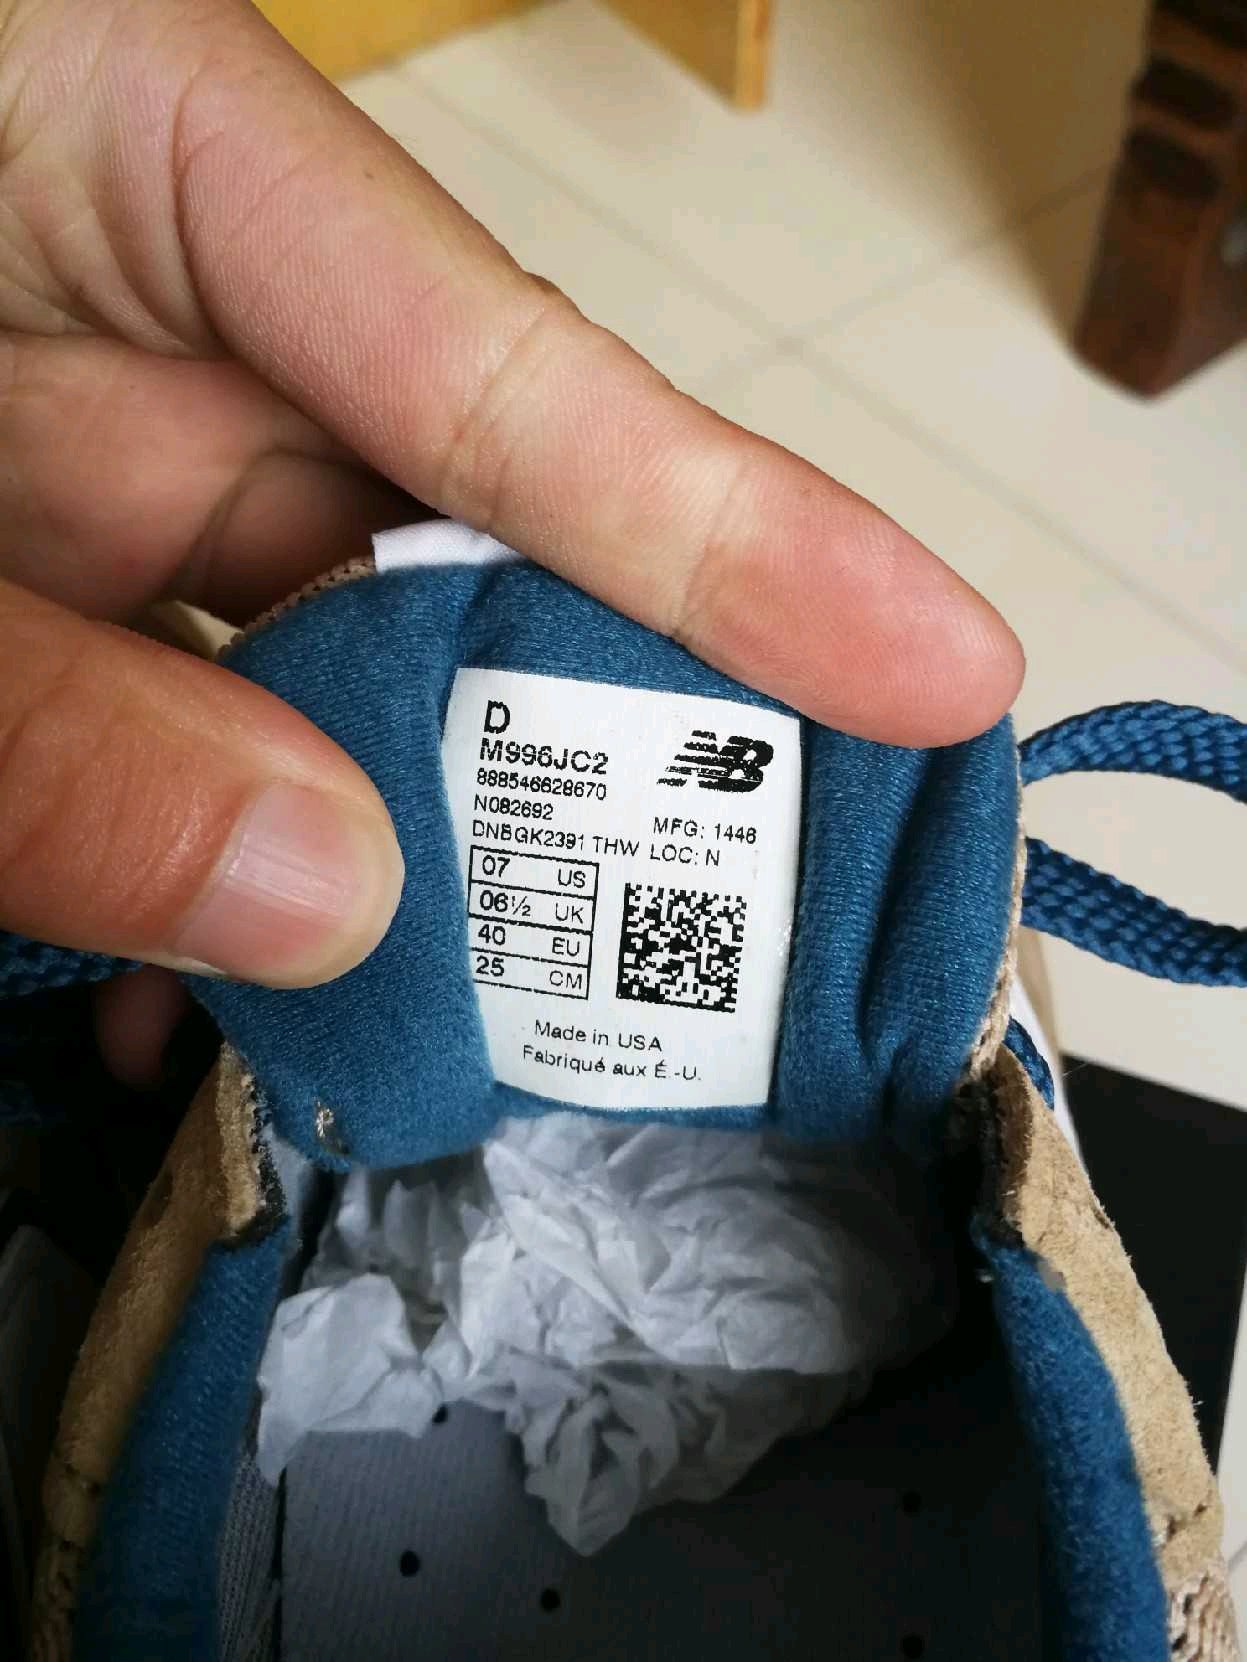 D
M996JC2
NB
888546628670
N082692
MFG: 1446
DNBGK2391 THW LOC: N
07 US
06½ UK
40 EU
25 CM
Made in USA
Fabriqué aux É.-U.